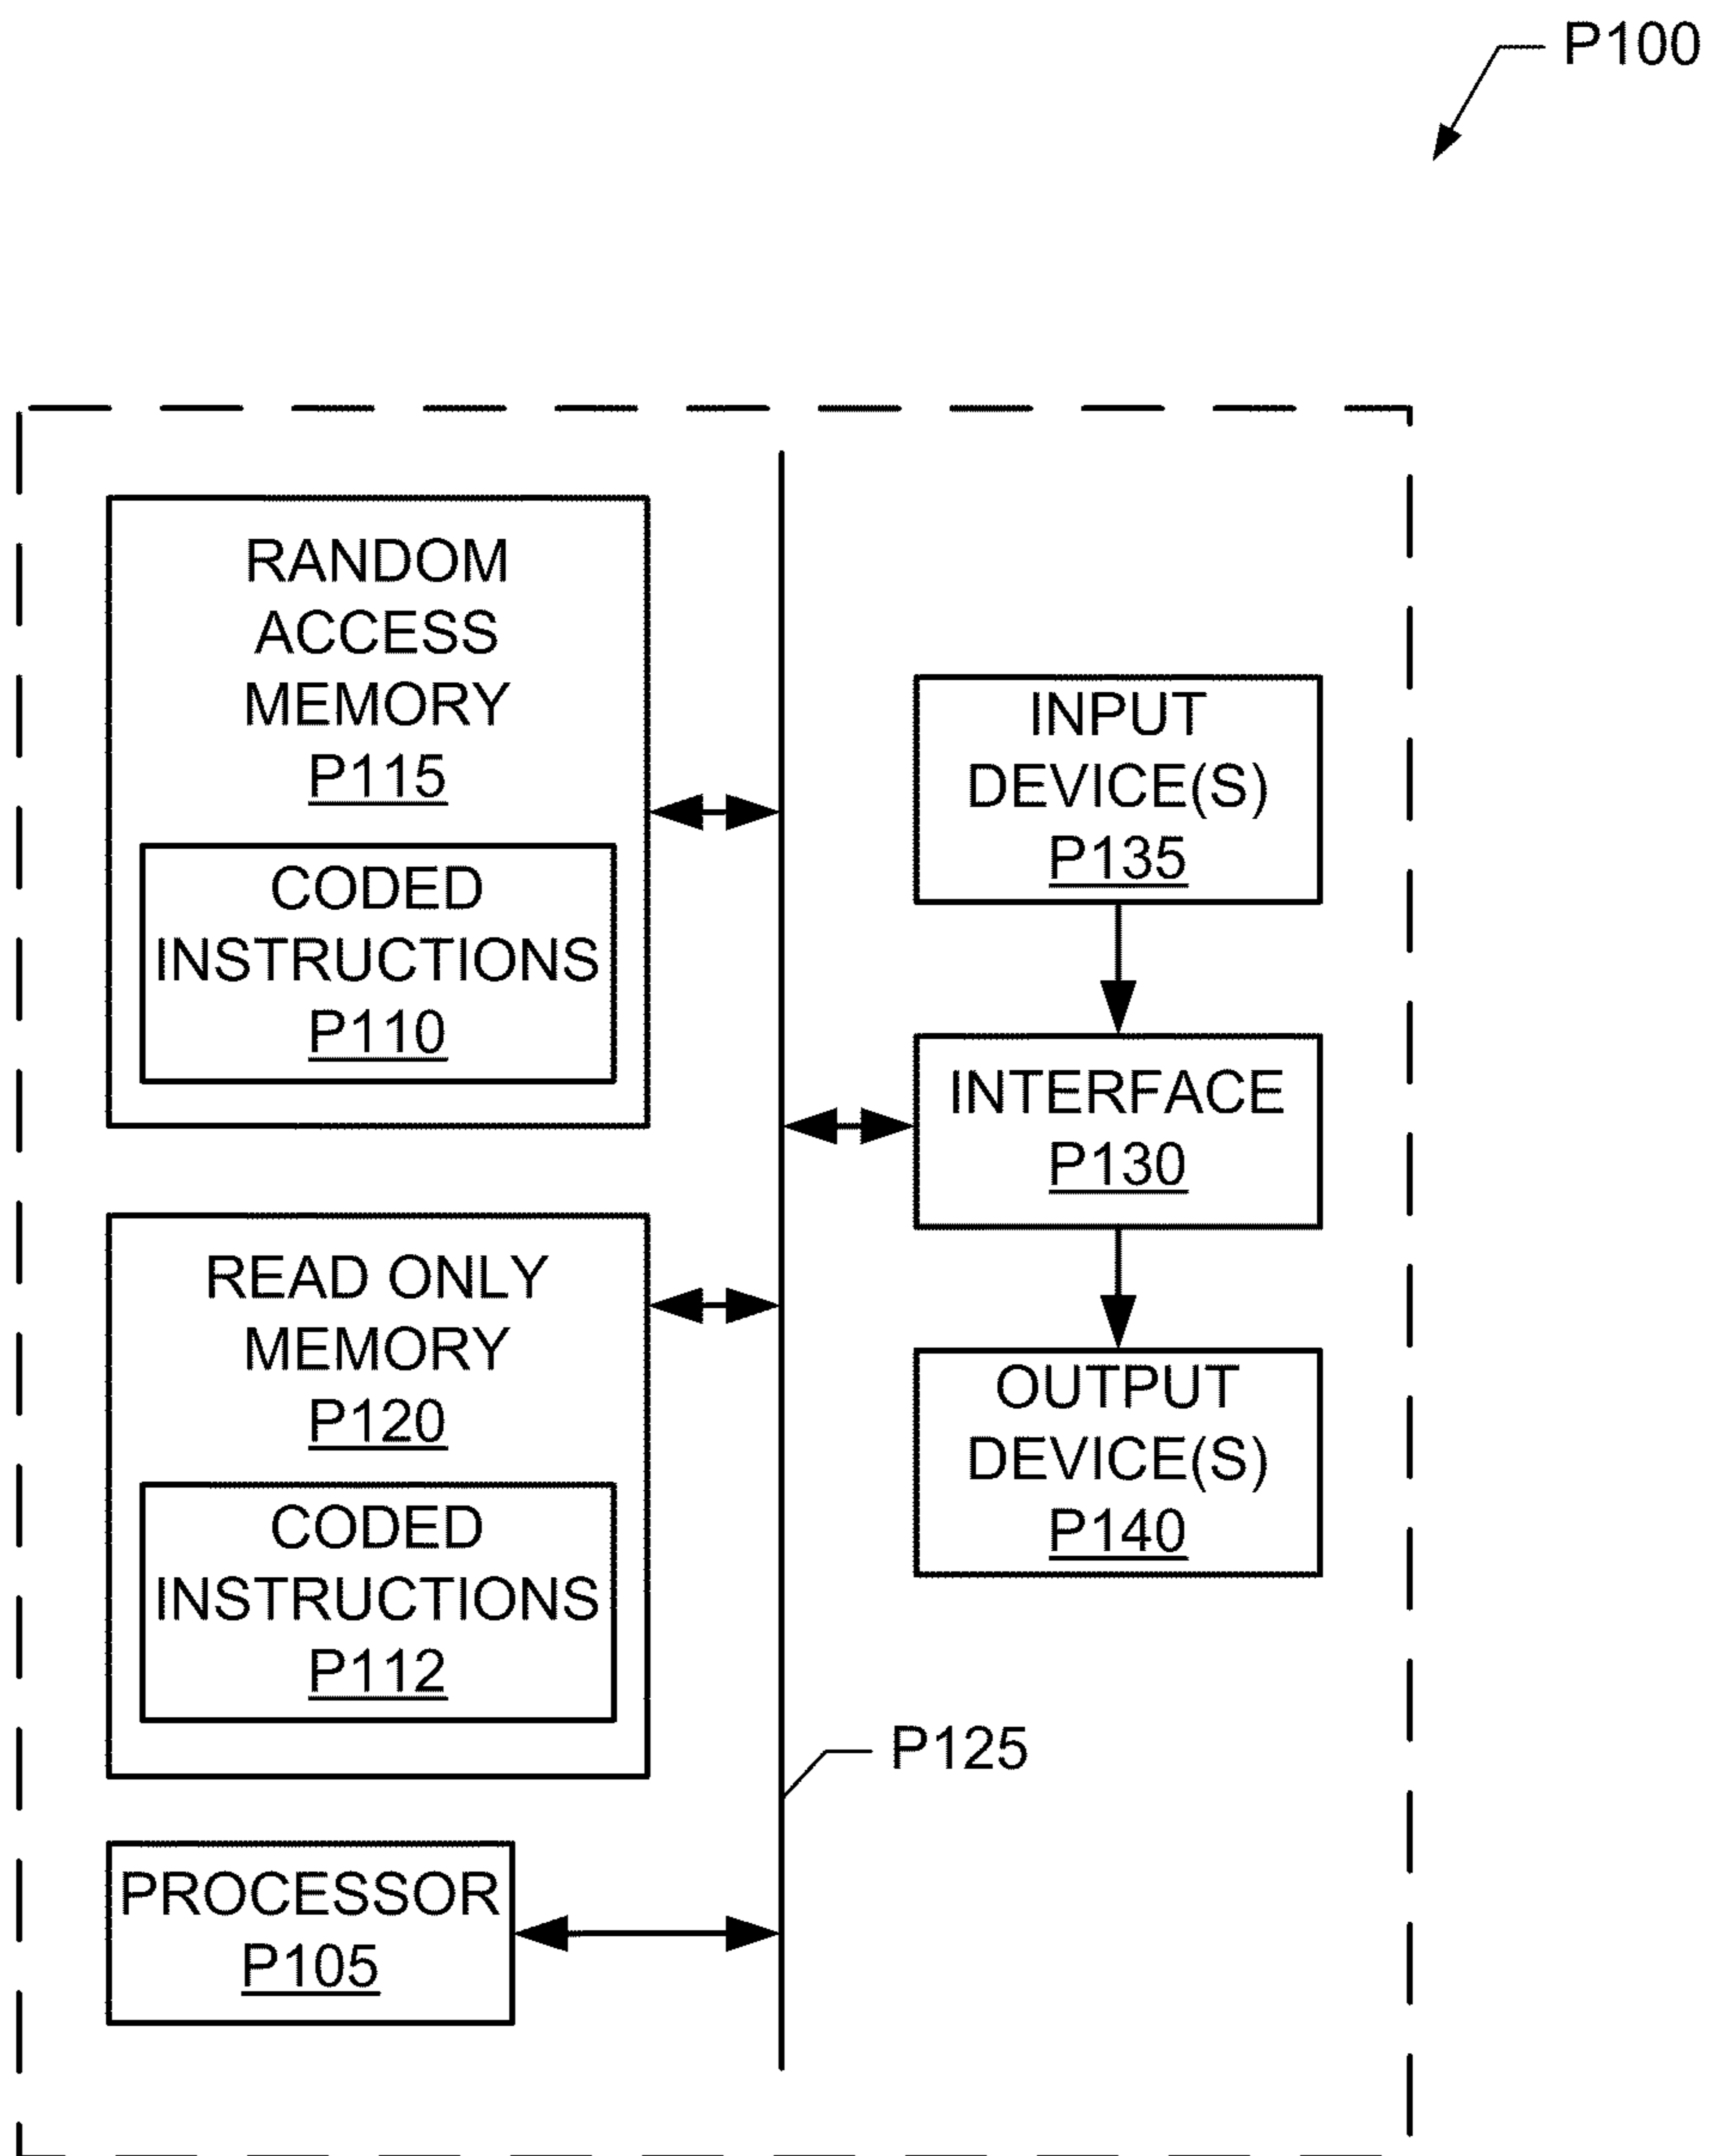 P100
RANDOM
ACCESS
MEMORY
P115
CODED
INSTRUCTIONS
P110
READ ONLY
MEMORY
P120
CODED
INSTRUCTIONS
P112
PROCESSOR
P105
INPUT
DEVICE(S)
P135
INTERFACE
P130
OUTPUT
DEVICE(S)
P140
P125